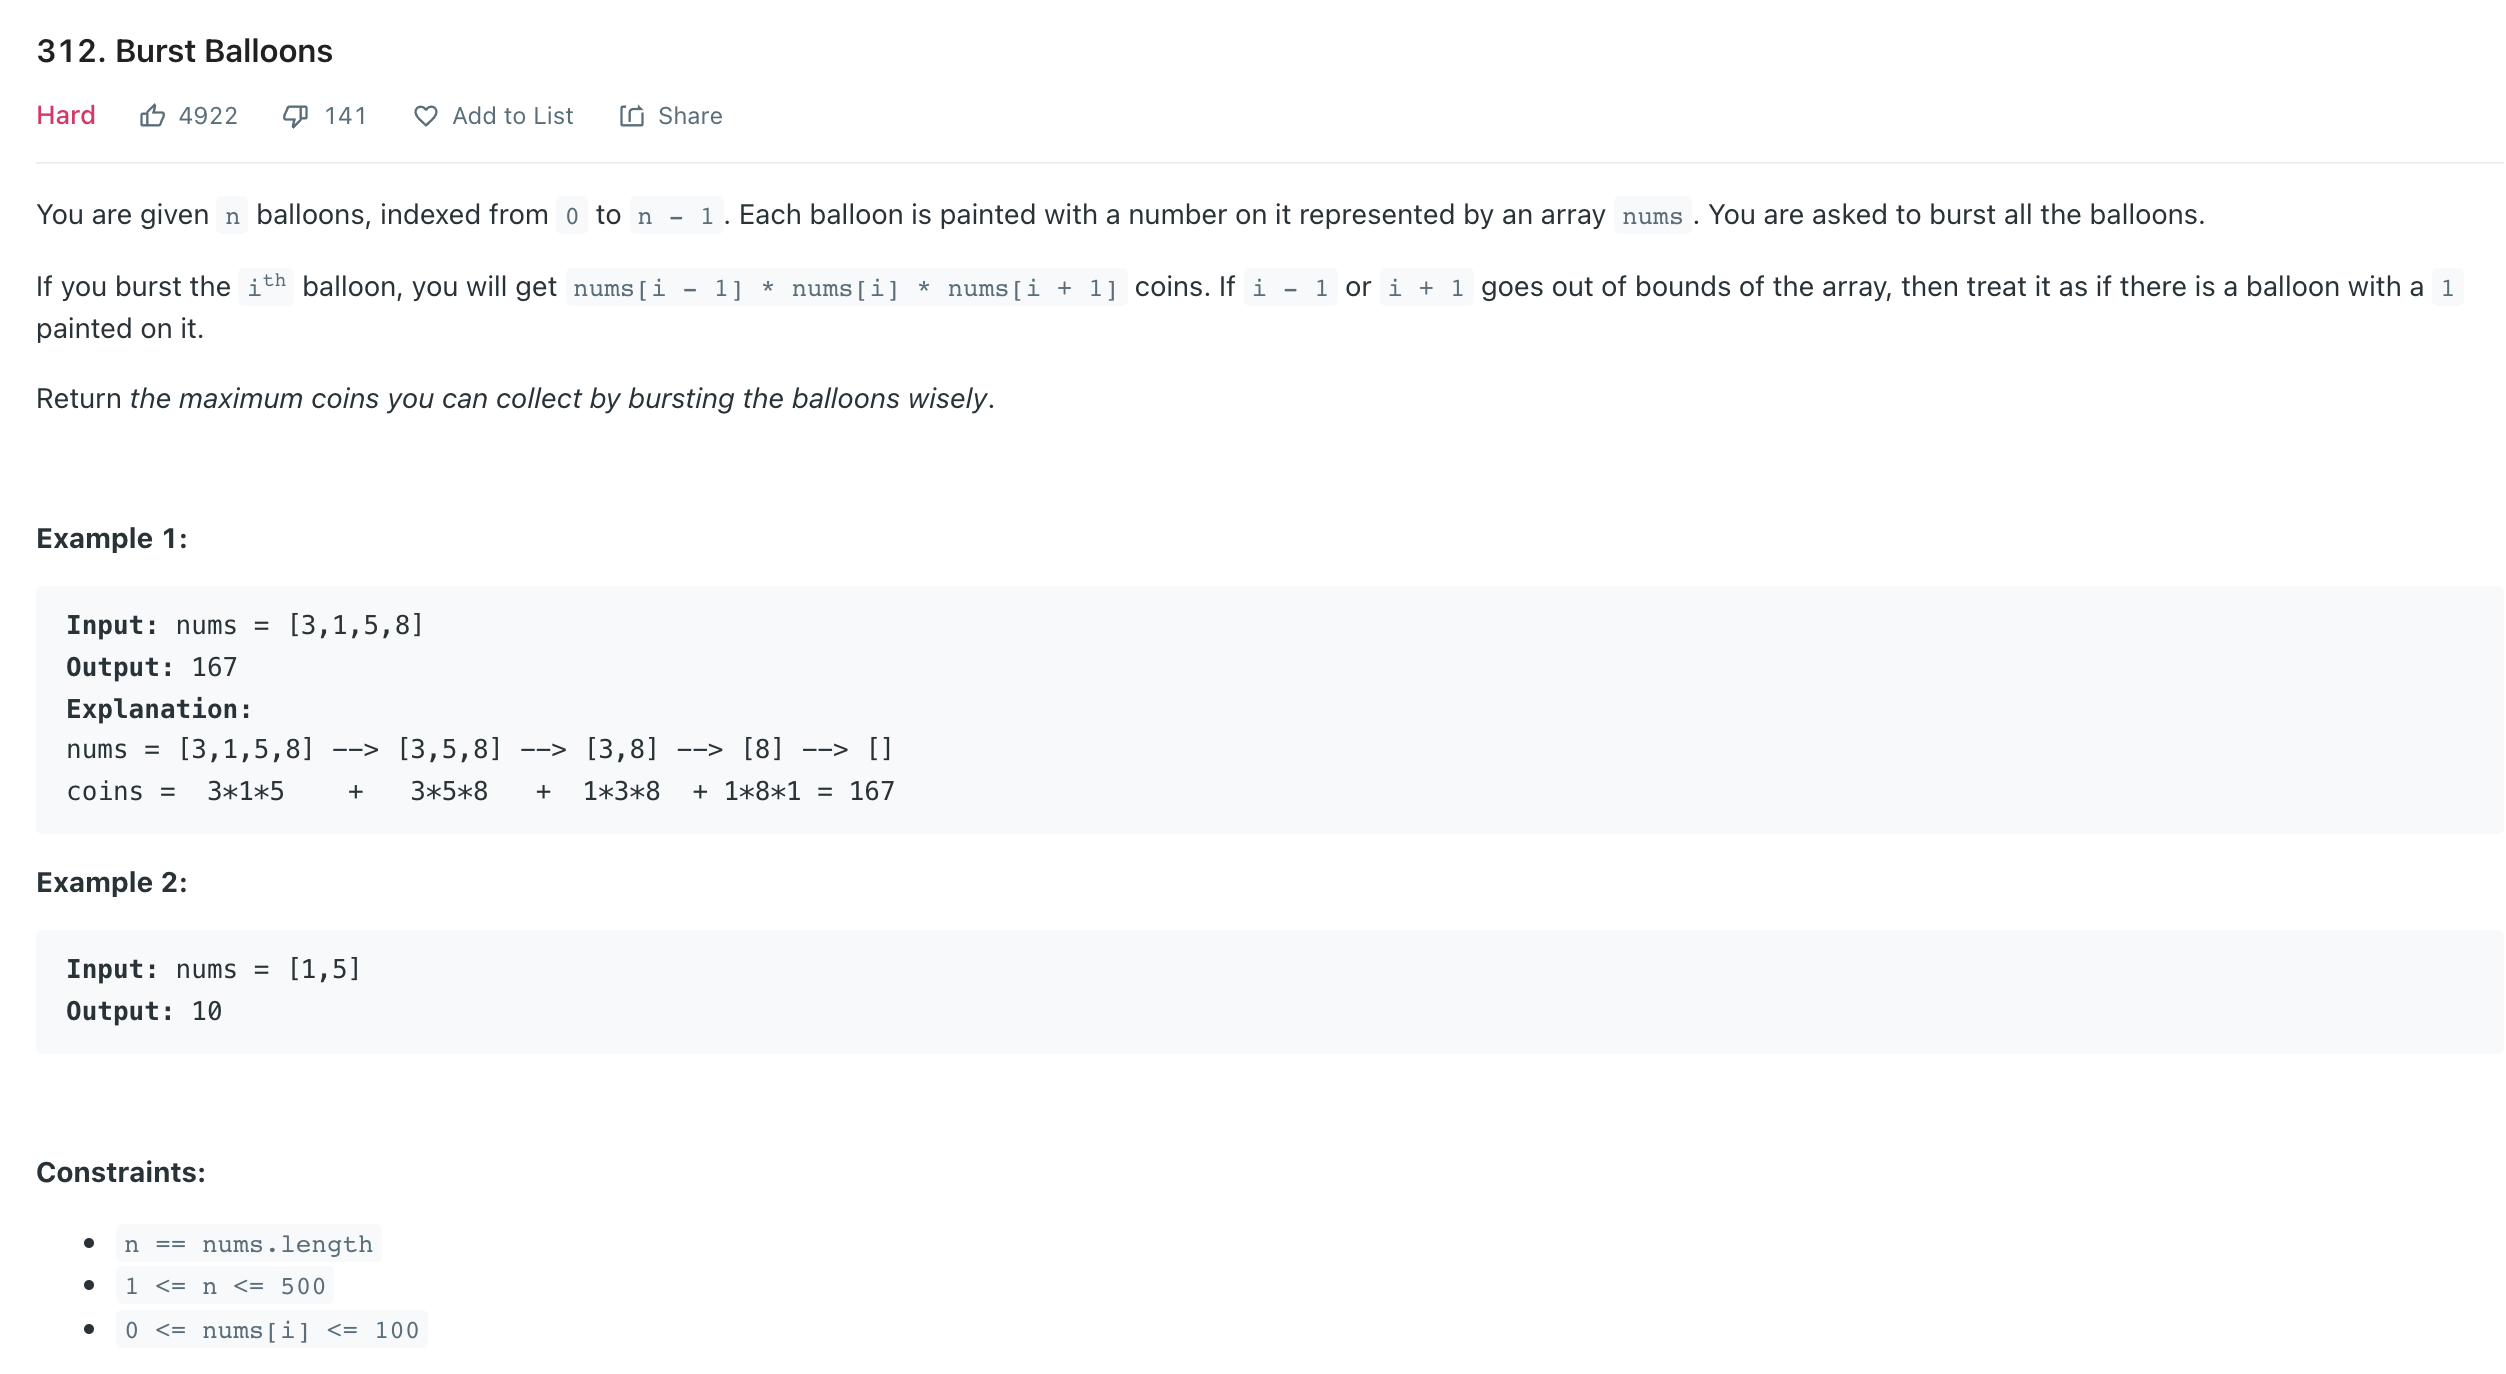 312. Burst Balloons
Hard 4922 141 Add to List Share
You are given n balloons, indexed from 0 to n - 1. Each balloon is painted with a number on it represented by an array nums. You are asked to burst all the balloons.
If you burst the ith balloon, you will get nums[i - 1] * nums[i] * nums[i + 1] coins. If i - 1 or i + 1 goes out of bounds of the array, then treat it as if there is a balloon with a 1
painted on it.
Return the maximum coins you can collect by bursting the balloons wisely.
Example 1:
Input: nums = [3,1,5,8]
Output: 167
Explanation:
nums = [3,1,5,8] --> [3,5,8] --> [3,8] --> [8] --> []
coins =  3*1*5    +   3*5*8   +  1*3*8  + 1*8*1 = 167
Example 2:
Input: nums = [1,5]
Output: 10
Constraints:
• n == nums.length
• 1 <= n <= 500
• 0 <= nums[i] <= 100